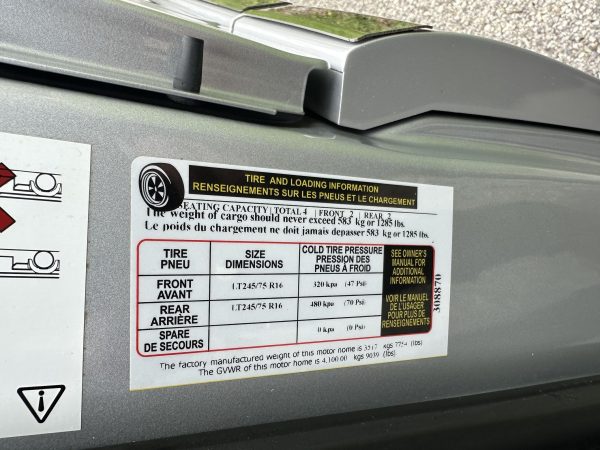 TIRE AND LOADING INFORMATION
RENSEIGNEMENTS SUR LES PNEUS ET LE CHARGEMENT
EATING CAPACITY | TOTAL 4 | FRONT 2 | REAR 2
The weight of cargo should never exceed 583 kg or 1285 lbs.
Le poids du chargement ne doit jamais depasser 583 kg or 1285 lbs.
TIRE PNEU SIZE DIMENSIONS COLD TIRE PRESSURE PRESSION DES PNEUS À FROID
FRONT AVANT LT245/75 R16 320 kpa (47 Psi)
REAR ARRIÈRE LT245/75 R16 480 kpa (70 Psi)
SPARE DE SECOURS 0 kpa (0 Psi)
SEE OWNER'S
MANUAL FOR
ADDITIONAL
INFORMATION
VOIR LE MANUEL
DE L'USAGER
POUR PLUS DE
RENSEIGNEMENTS
308870
The factory manufactured weight of this motor home is 3517 kgs 7754 (lbs)
The GVWR of this motor home is 4,100.00 kgs 9039 (lbs).